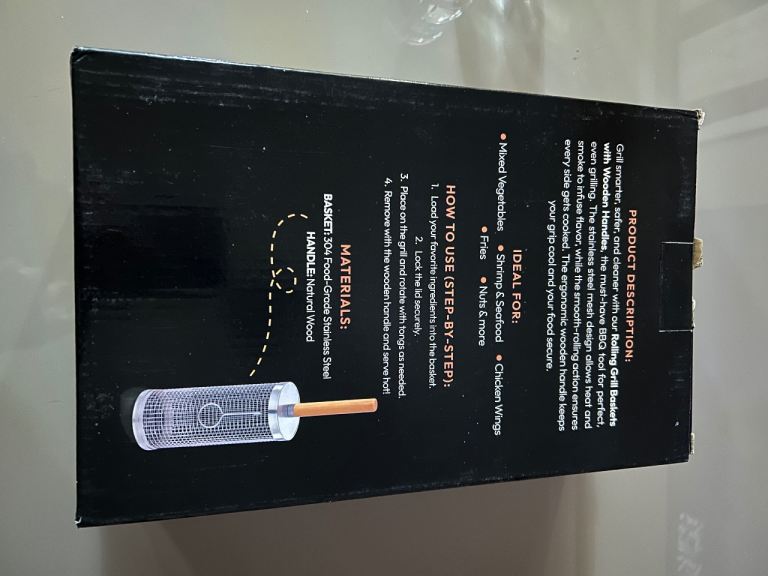 PRODUCT DESCRIPTION:
Grill smarter, safer, and cleaner with our Rolling Grill Baskets
with Wooden Handles, the must-have BBQ tool for perfect,
even grilling. The stainless steel mesh design allows heat and
smoke to infuse flavor, while the smooth-rolling action ensures
every side gets cooked. The ergonomic wooden handle keeps
your grip cool and your food secure.
IDEAL FOR:
• Mixed Vegetables • Shrimp & Seafood • Chicken Wings
• Fries • Nuts & more
HOW TO USE (STEP-BY-STEP):
1. Load your favorite ingredients into the basket.
2. Lock the lid securely.
3. Place on the grill and rotate with tongs as needed.
4. Remove with the wooden handle and serve hot!
MATERIALS:
BASKET: 304 Food-Grade Stainless Steel
HANDLE: Natural Wood